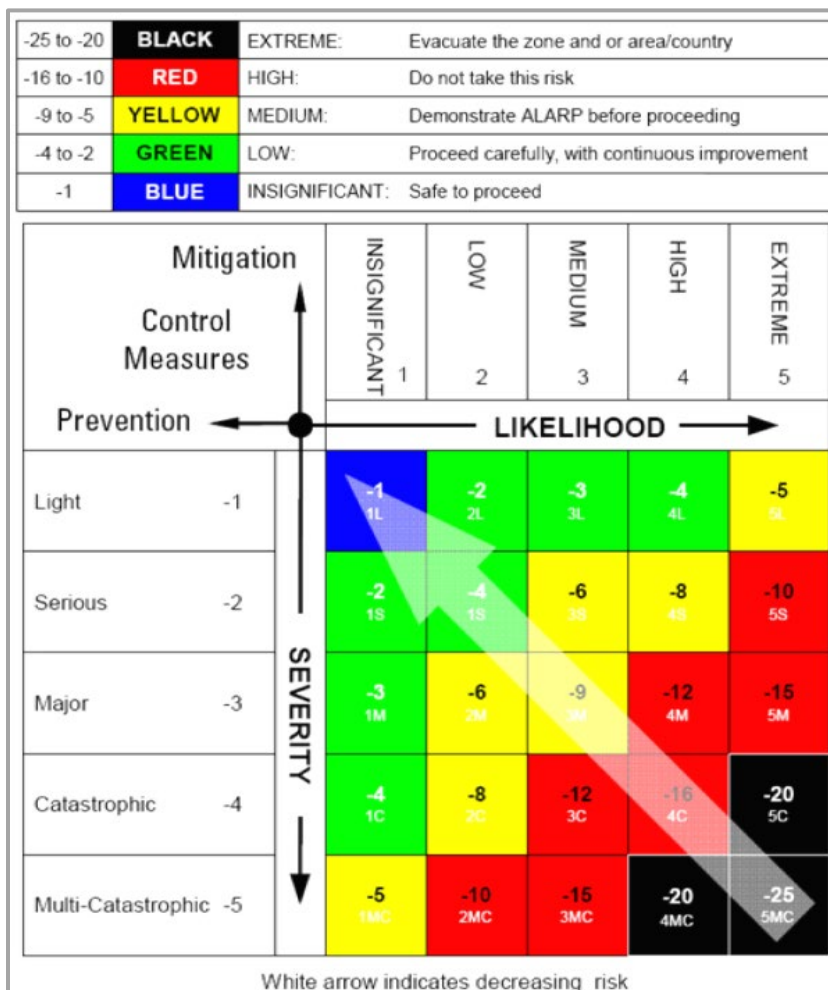 -25 to -20 BLACK EXTREME: Evacuate the zone and or area/country
-16 to -10 RED HIGH: Do not take this risk
-9 to -5 YELLOW MEDIUM: Demonstrate ALARP before proceeding
-4 to -2 GREEN LOW: Proceed carefully, with continuous improvement
-1 BLUE INSIGNIFICANT: Safe to proceed
Mitigation
Control
Measures
Prevention
INSIGNIFICANT 1
LOW 2
MEDIUM 3
HIGH 4
EXTREME 5
LIKELIHOOD
SEVERITY
Light -1
-1 -2 -3 -4 -5
1L 2L 3L 4L 5L
Serious -2
-2 -4 -6 -8 -10
1S 1S 3S 4S 5S
Major -3
-3 -6 -9 -12 -15
1M 2M 3M 4M 5M
Catastrophic -4
-4 -8 -12 -16 -20
1C 2C 3C 4C 5C
Multi-Catastrophic -5
-5 -10 -15 -20 -25
1MC 2MC 3MC 4MC 5MC
White arrow indicates decreasing risk